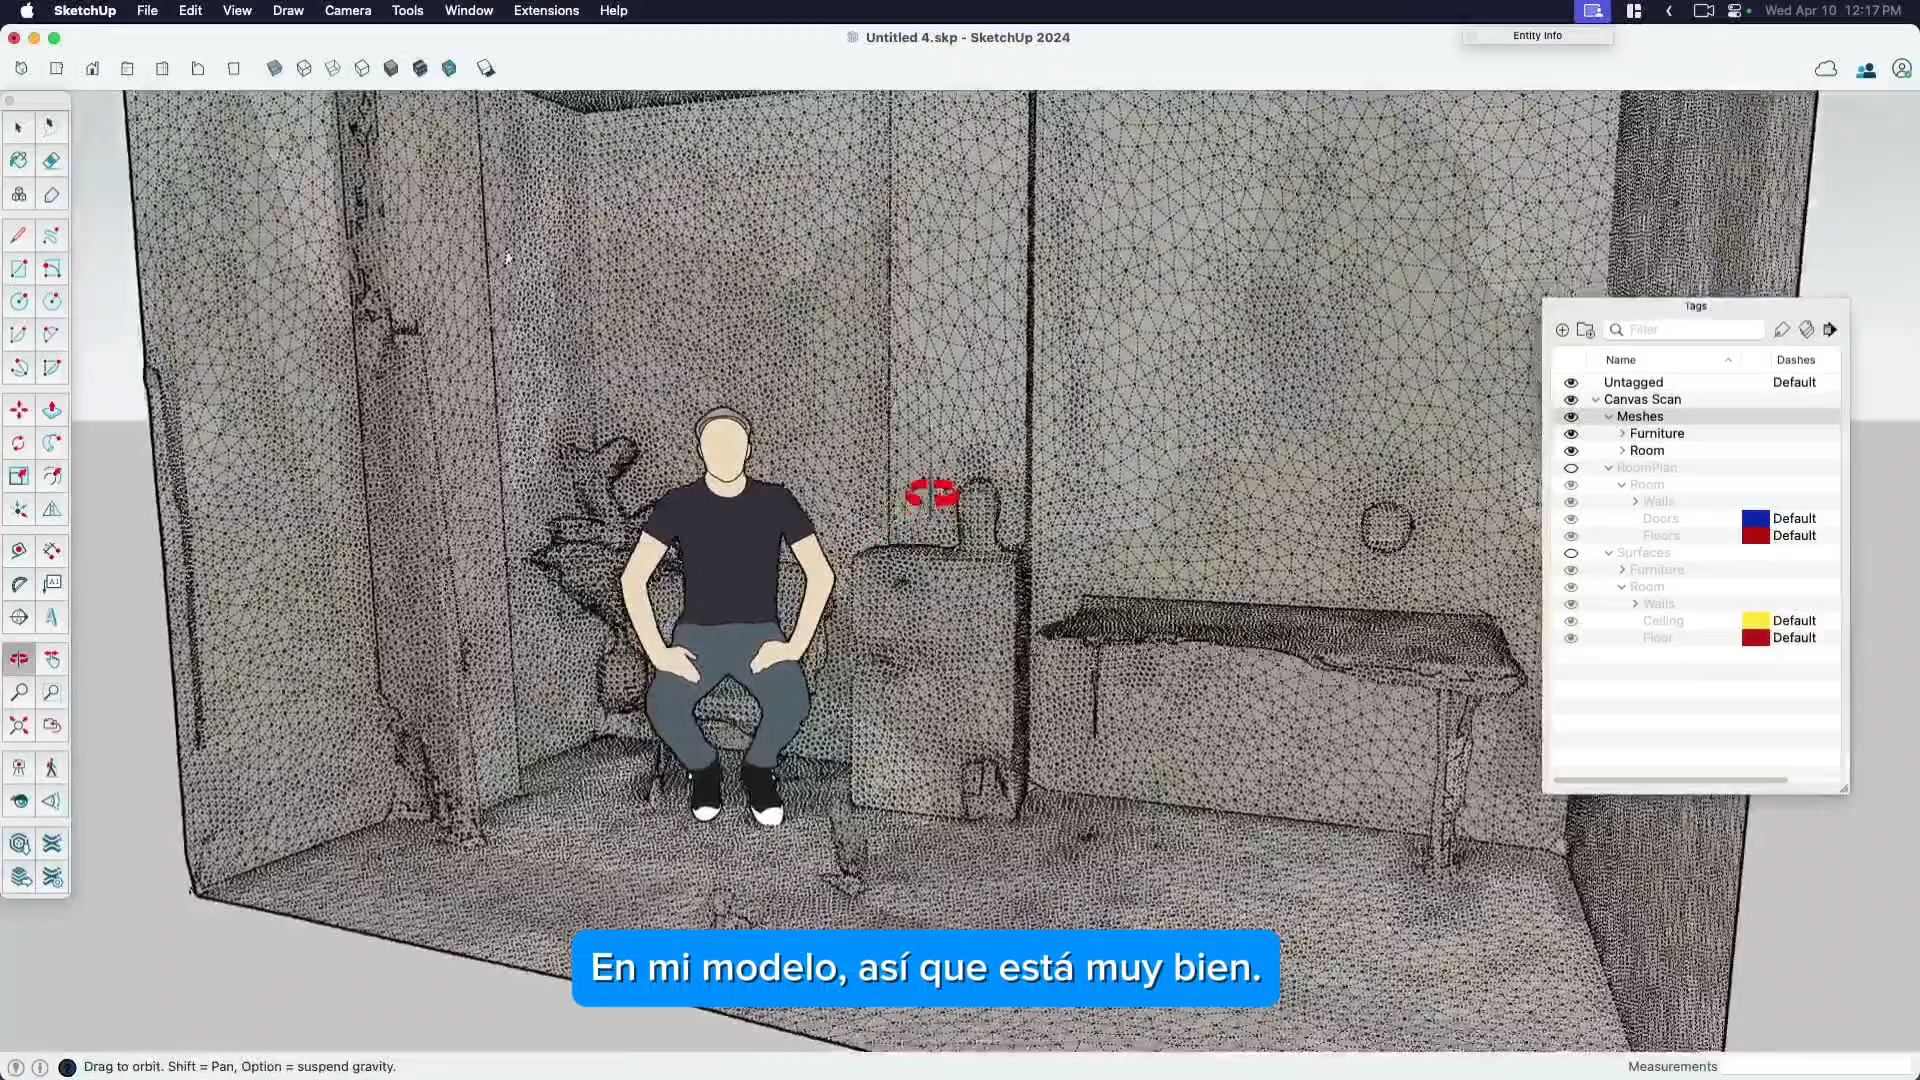 SketchUp File Edit View Draw Camera Tools Window Extensions Help Wed Apr 10 12:17 PM
Untitled 4.skp - SketchUp 2024
Entity Info
Tags
Filter
Name Dashes
Untagged Default
Canvas Scan
Meshes
Furniture
Room
RoomPlan
Room
Walls
Doors Default
Floors Default
Surfaces
Furniture
Room
Walls
Ceiling Default
Floor Default
En mi modelo, así que está muy bien.
Drag to orbit. Shift = Pan, Option = suspend gravity. Measurements